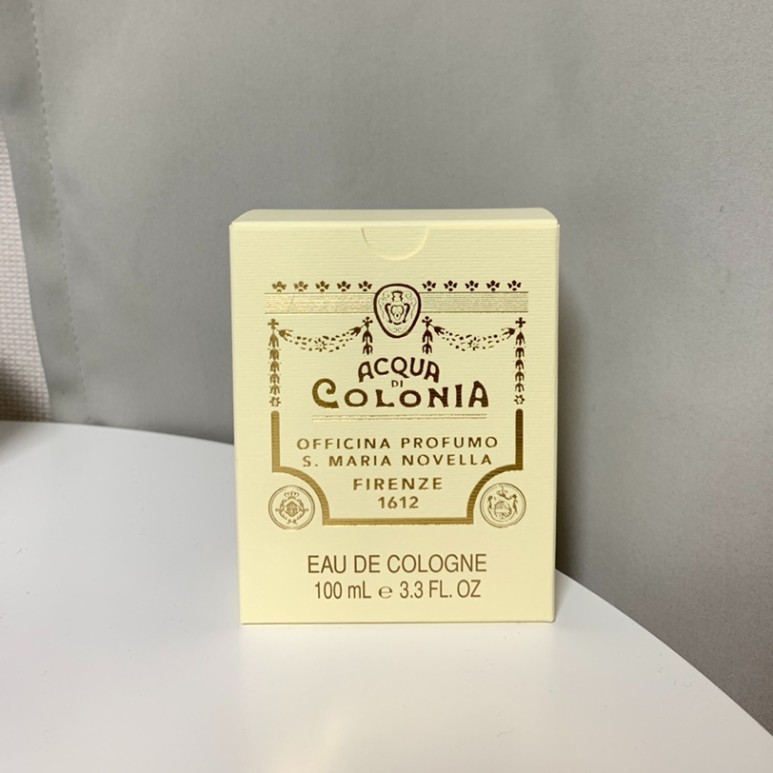 ACQUA
DI
COLONIA
OFFICINA PROFUMO
S. MARIA NOVELLA
FIRENZE
1612
EAU DE COLOGNE
100 mL ℮ 3.3 FL. OZ